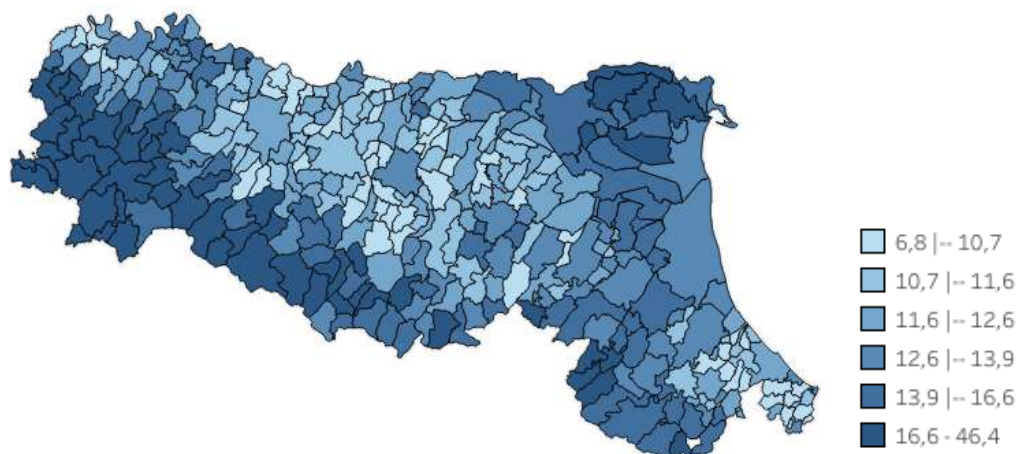 6,8 |-- 10,7
10,7 |-- 11,6
11,6 |-- 12,6
12,6 |-- 13,9
13,9 |-- 16,6
16,6 - 46,4